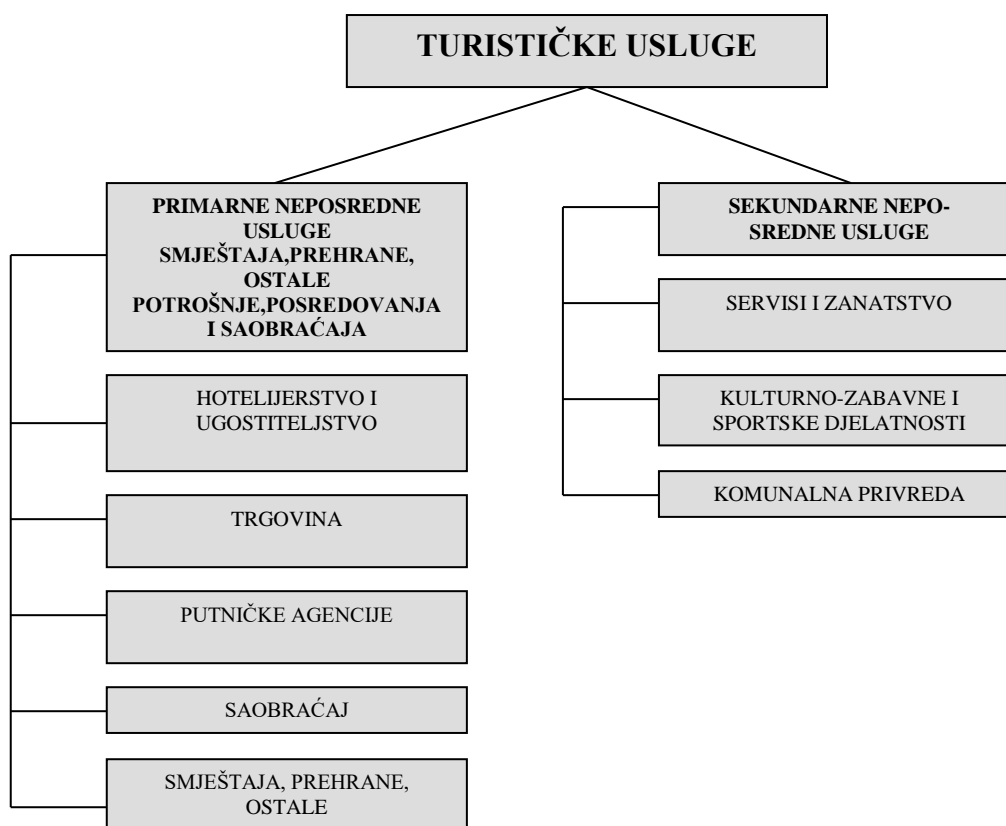 TURISTIČKE USLUGE
PRIMARNE NEPOSREDNE
USLUGE
SMJEŠTAJA,PREHRANE,
OSTALE
POTROŠNJE,POSREDOVANJA
I SAOBRAĆAJA
HOTELIJERSTVO I
UGOSTITELJSTVO
TRGOVINA
PUTNIČKE AGENCIJE
SAOBRAĆAJ
SMJEŠTAJA, PREHRANE,
OSTALE
SEKUNDARNE NEPO-
SREDNE USLUGE
SERVISI I ZANATSTVO
KULTURNO-ZABAVNE I
SPORTSKE DJELATNOSTI
KOMUNALNA PRIVREDA